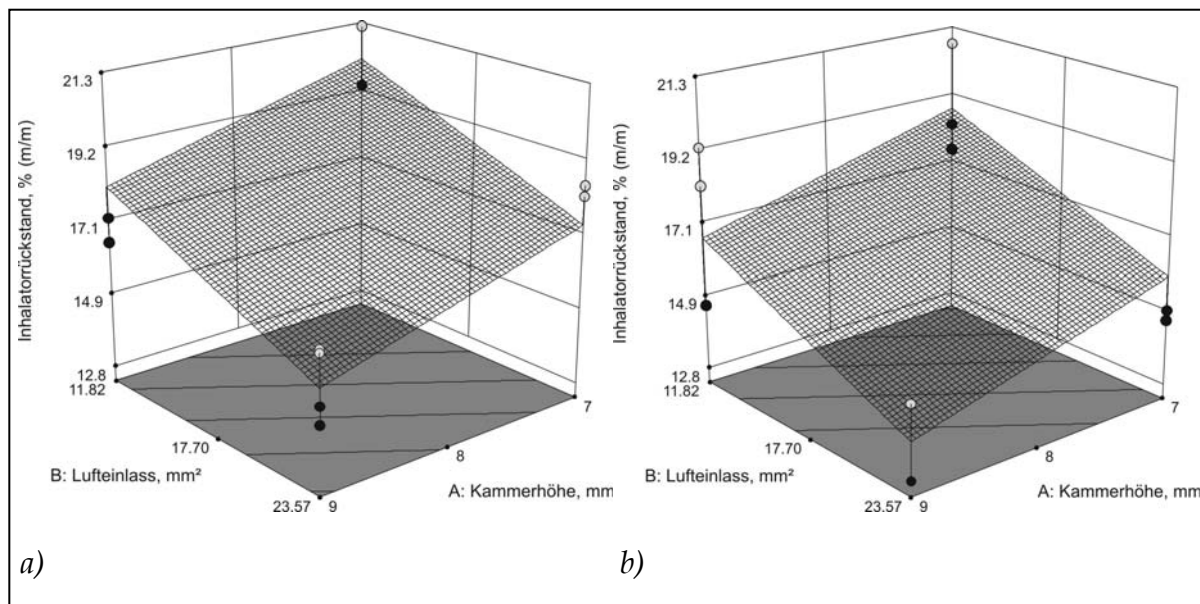 21.3
19.2
17.1
14.9
12.8
11.82
17.70
23.57
9
8
7
Inhalatorrückstand, % (m/m)
B: Lufteinlass, mm²
A: Kammerhöhe, mm
a)
21.3
19.2
17.1
14.9
12.8
11.82
17.70
23.57
9
8
7
Inhalatorrückstand, % (m/m)
B: Lufteinlass, mm²
A: Kammerhöhe, mm
b)